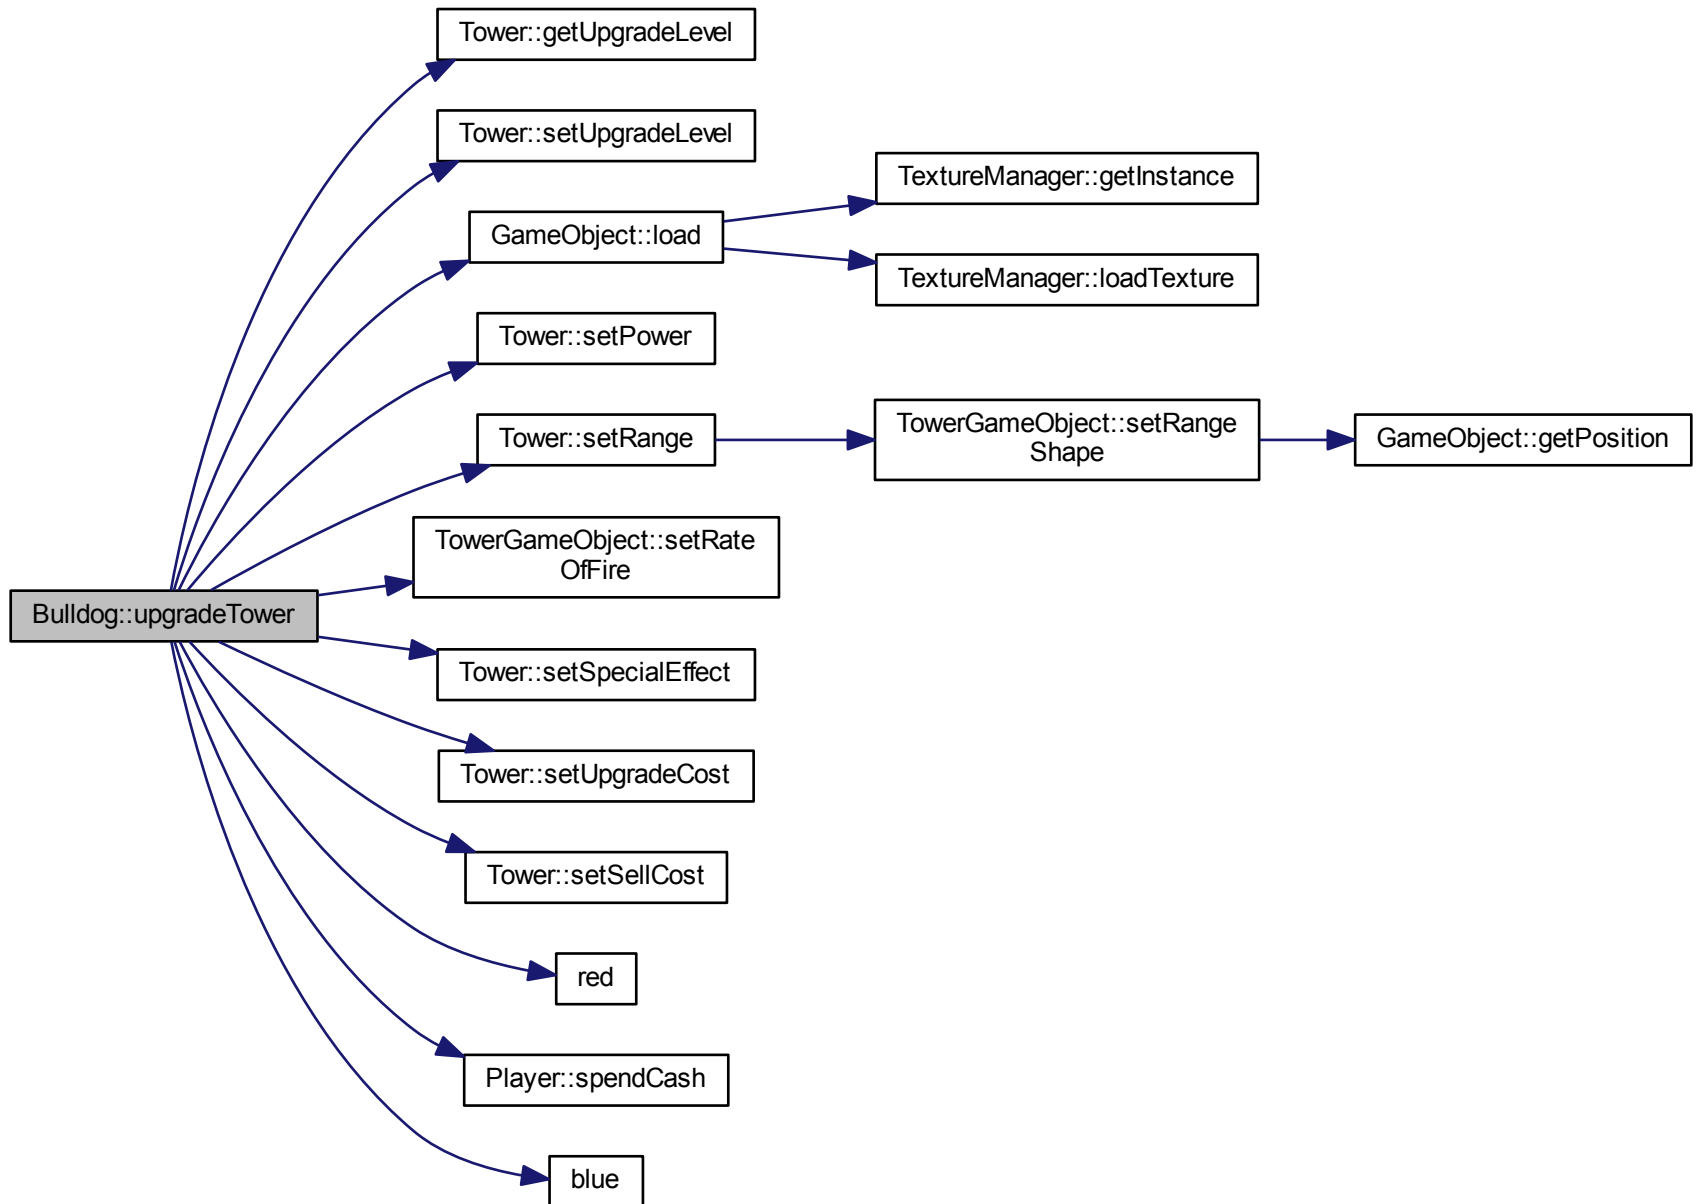 Tower::getUpgradeLevel
Tower::setUpgradeLevel
TextureManager::getInstance
GameObject::load
TextureManager::loadTexture
Tower::setPower
Tower::setRange
TowerGameObject::setRange
Shape
GameObject::getPosition
TowerGameObject::setRate
OfFire
Bulldog::upgradeTower
Tower::setSpecialEffect
Tower::setUpgradeCost
Tower::setSellCost
red
Player::spendCash
blue